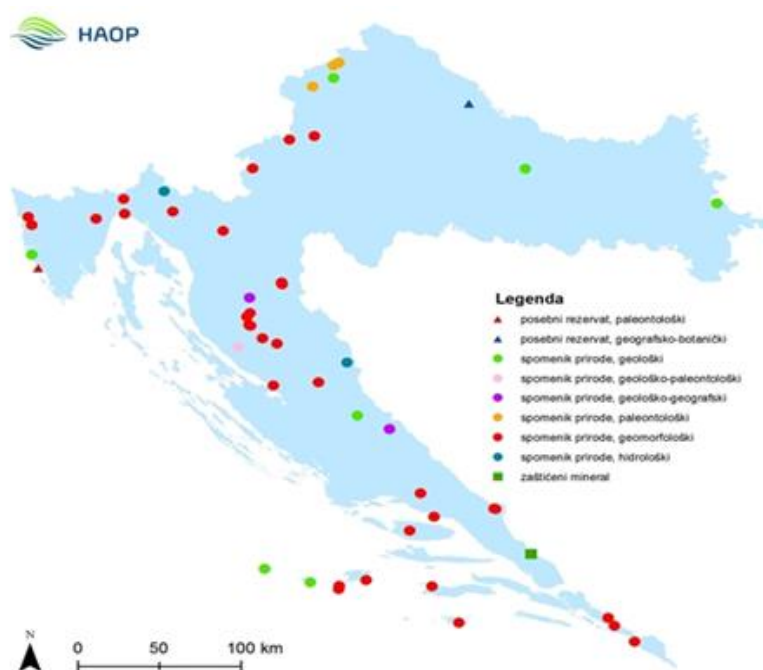 HAOP
Legenda
posebni rezervat, paleontološki
posebni rezervat, geografsko-botanički
spomenik prirode, geološki
spomenik prirode, geološko-paleontološki
spomenik prirode, geološko-geografski
spomenik prirode, paleontološki
spomenik prirode, geomorfološki
spomenik prirode, hidrološki
zaštićeni mineral
N
0 50 100 km